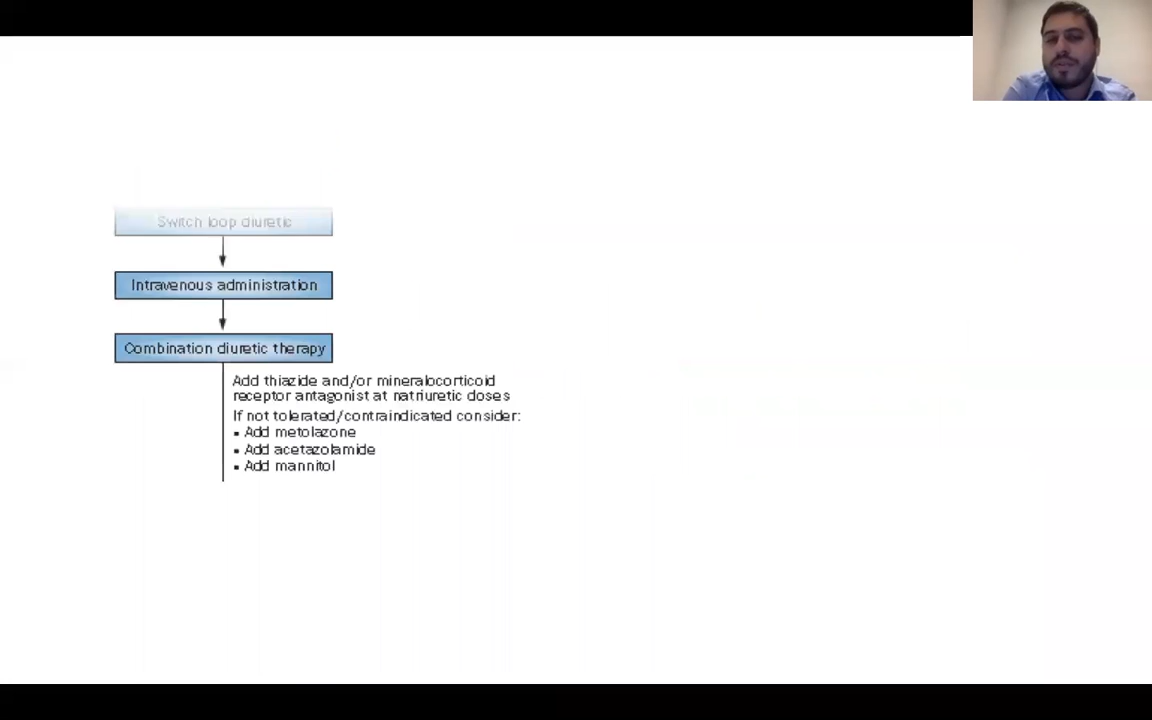 Switch loop diuretic
Intravenous administration
Combination diuretic therapy
Add thiazide and/or mineralocorticoid
receptor antagonist at natriuretic doses
If not tolerated/contraindicated consider:
▪ Add metolazone
▪ Add acetazolamide
▪ Add mannitol